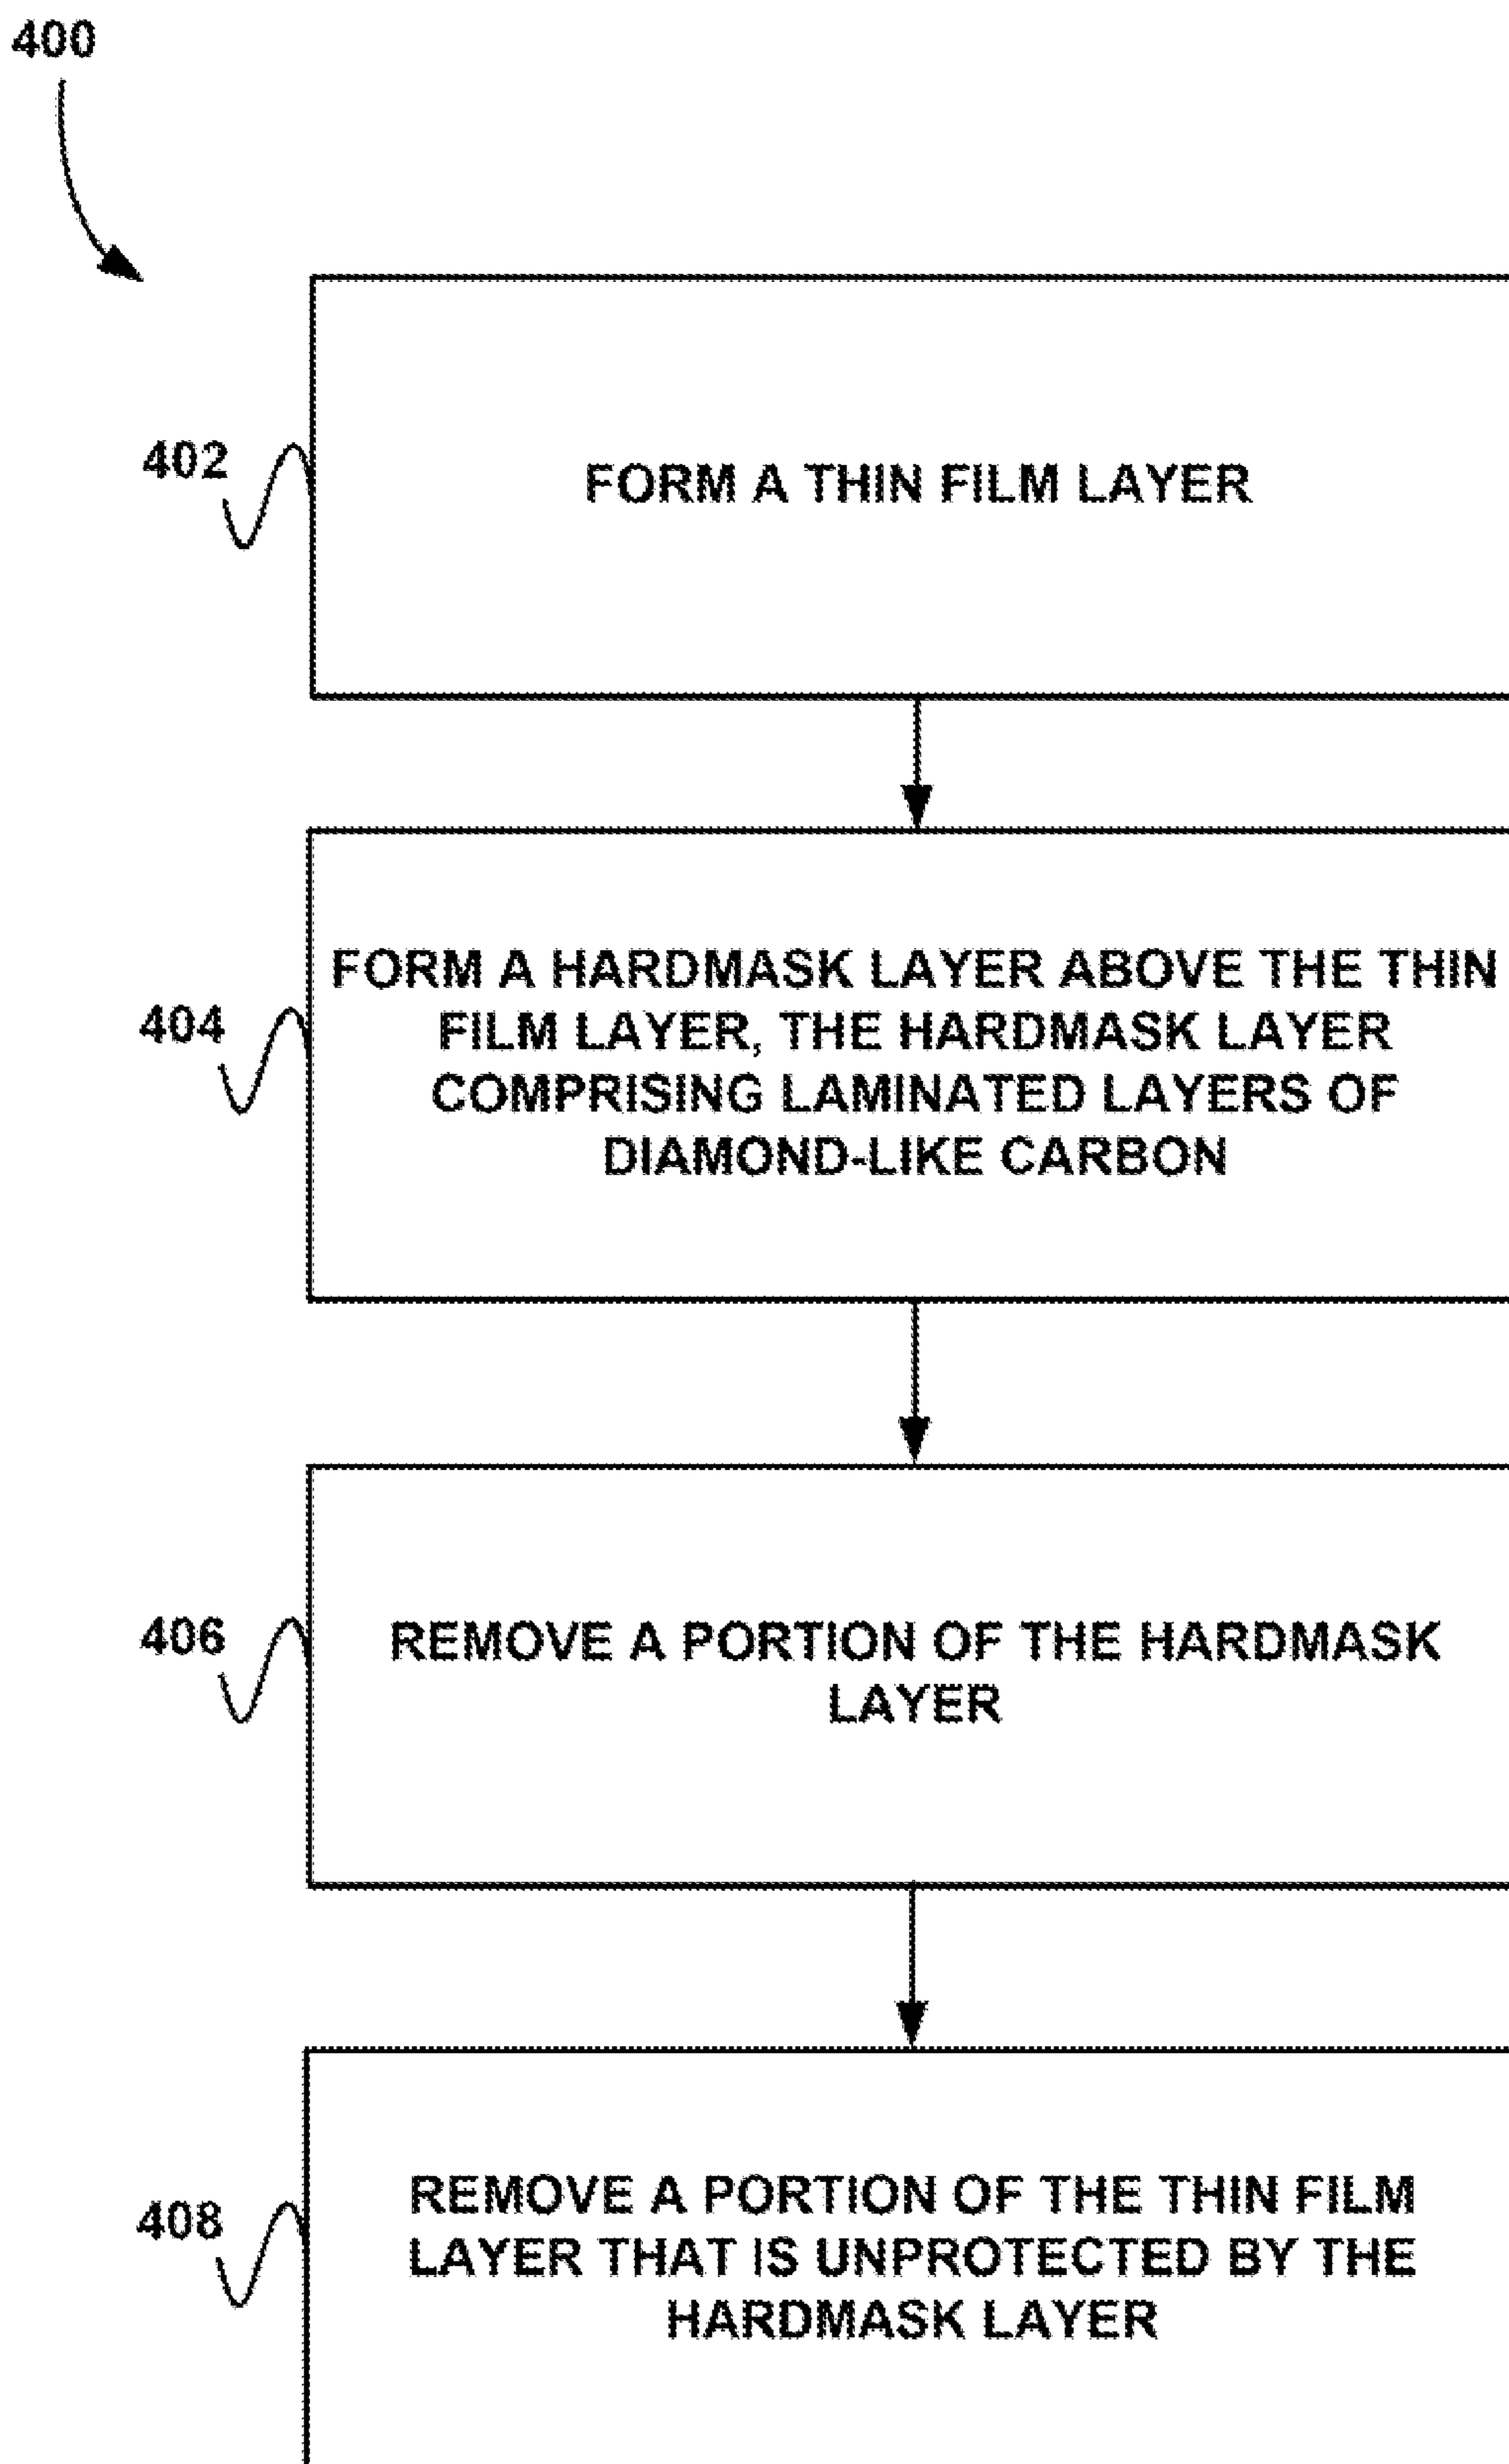 400
402
FORM A THIN FILM LAYER
404
FORM A HARDMASK LAYER ABOVE THE THIN
FILM LAYER, THE HARDMASK LAYER
COMPRISING LAMINATED LAYERS OF
DIAMOND-LIKE CARBON
406
REMOVE A PORTION OF THE HARDMASK
LAYER
408
REMOVE A PORTION OF THE THIN FILM
LAYER THAT IS UNPROTECTED BY THE
HARDMASK LAYER